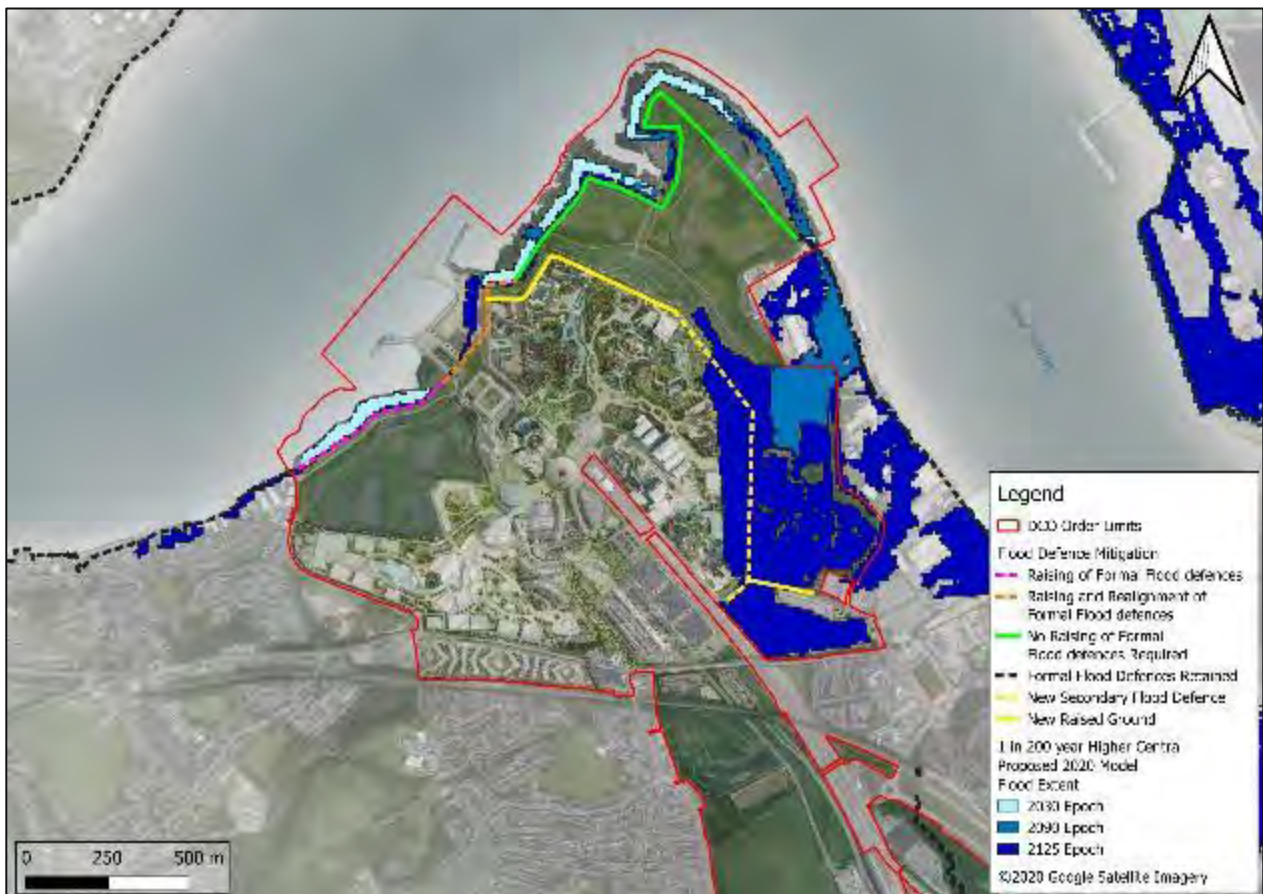 Legend
DCO Order Limits
Flood Defence Mitigation
Raising of Formal Flood defences
Raising and Realignment of
Formal Flood defences
No Raising of Formal
Flood defences Required
Formal Flood Defences Retained
New Secondary Flood Defence
New Raised Ground
1 in 200 year Higher Centra
Proposed 2020 Model
Flood Extent
2030 Epoch
2090 Epoch
2125 Epoch
©2020 Google Satellite Imagery
0 250 500 m